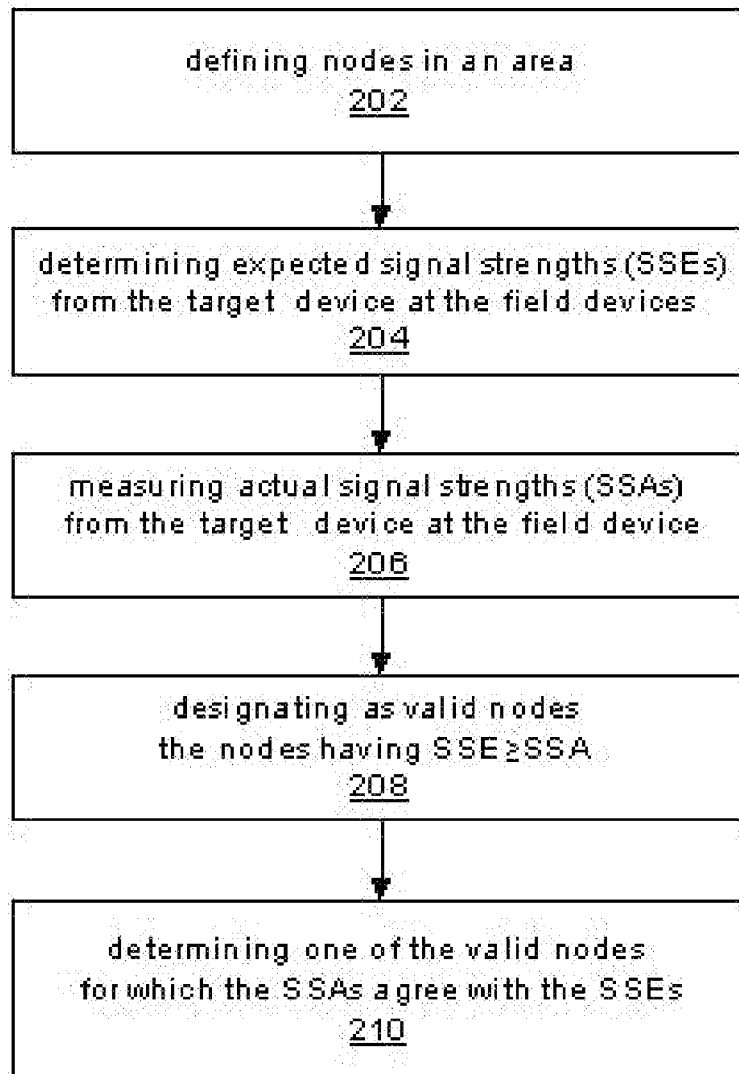 defining nodes in an area
202
determining expected signal strengths (SSEs)
from the target device at the field devices
204
measuring actual signal strengths (SSAs)
from the target device at the field device
206
designating as valid nodes
the nodes having SSE≥SSA
208
determining one of the valid nodes
for which the SSAs agree with the SSEs
210